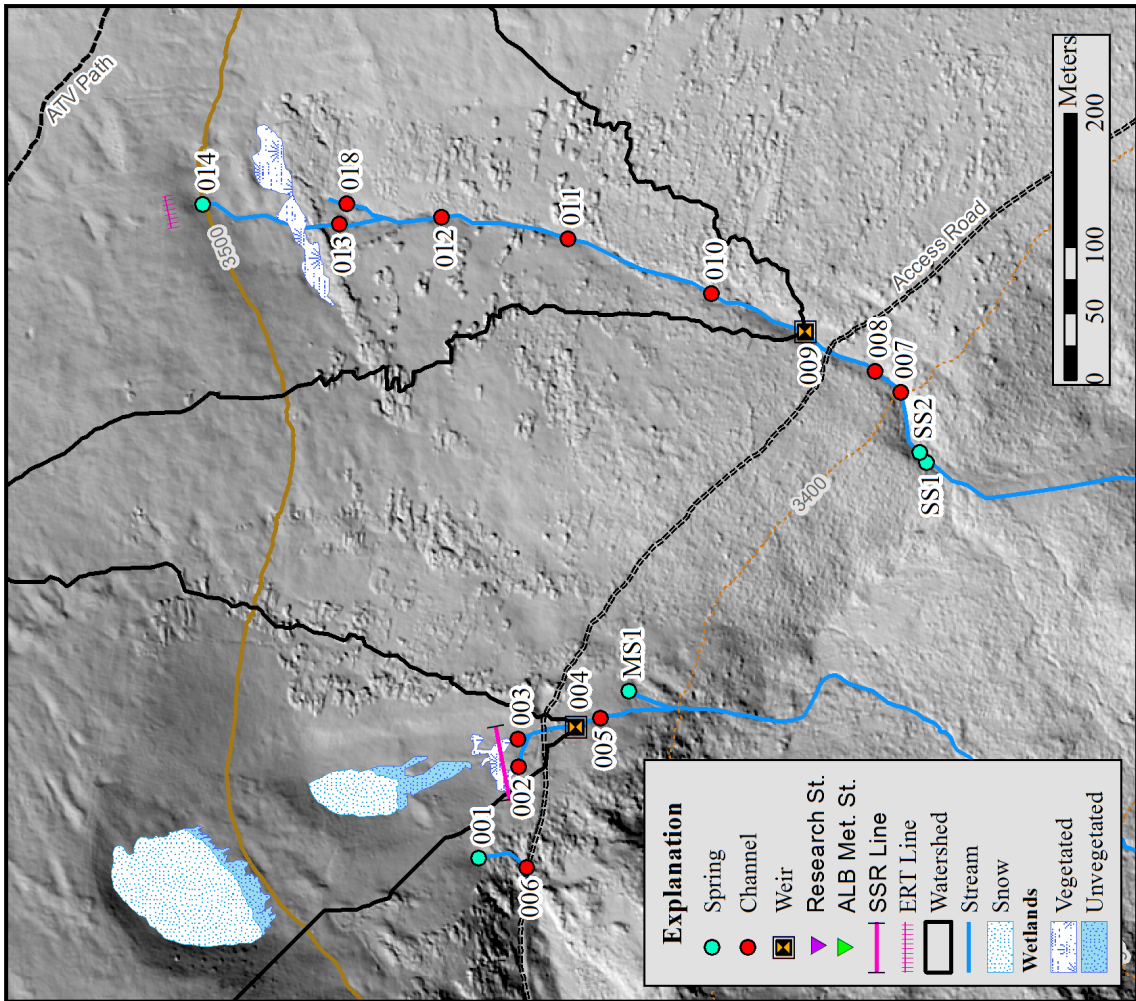 ATV Path
014
3500
018
013
012
011
010
009
Access Road
008
007
SS2
SS1
3400
MS1
003
004
005
002
001
006
Meters
0 50 100 200
Explanation
Spring
Channel
Weir
Research St.
ALB Met. St.
SSR Line
ERT Line
Watershed
Stream
Snow
Wetlands
Vegetated
Unvegetated